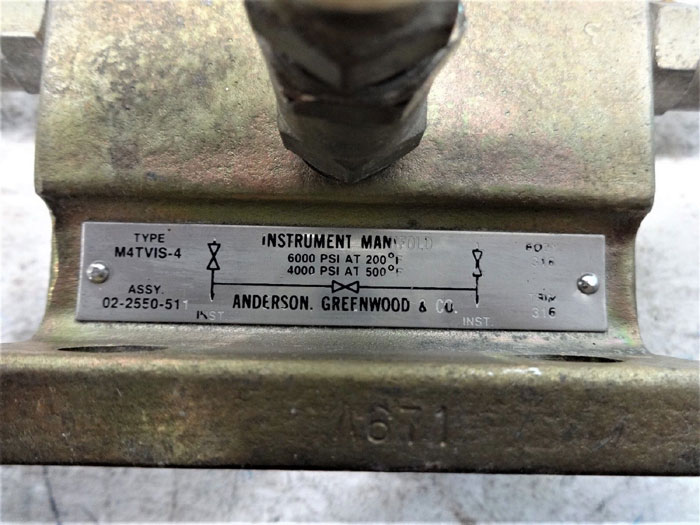 TYPE
M4TVIS-4
ASSY.
02-2550-511
INSTRUMENT MANIFOLD
6000 PSI AT 200°F
4000 PSI AT 500°F
ANDERSON, GREENWOOD & CO.
INST.
INST.
BODY
316
TRIM
316
671